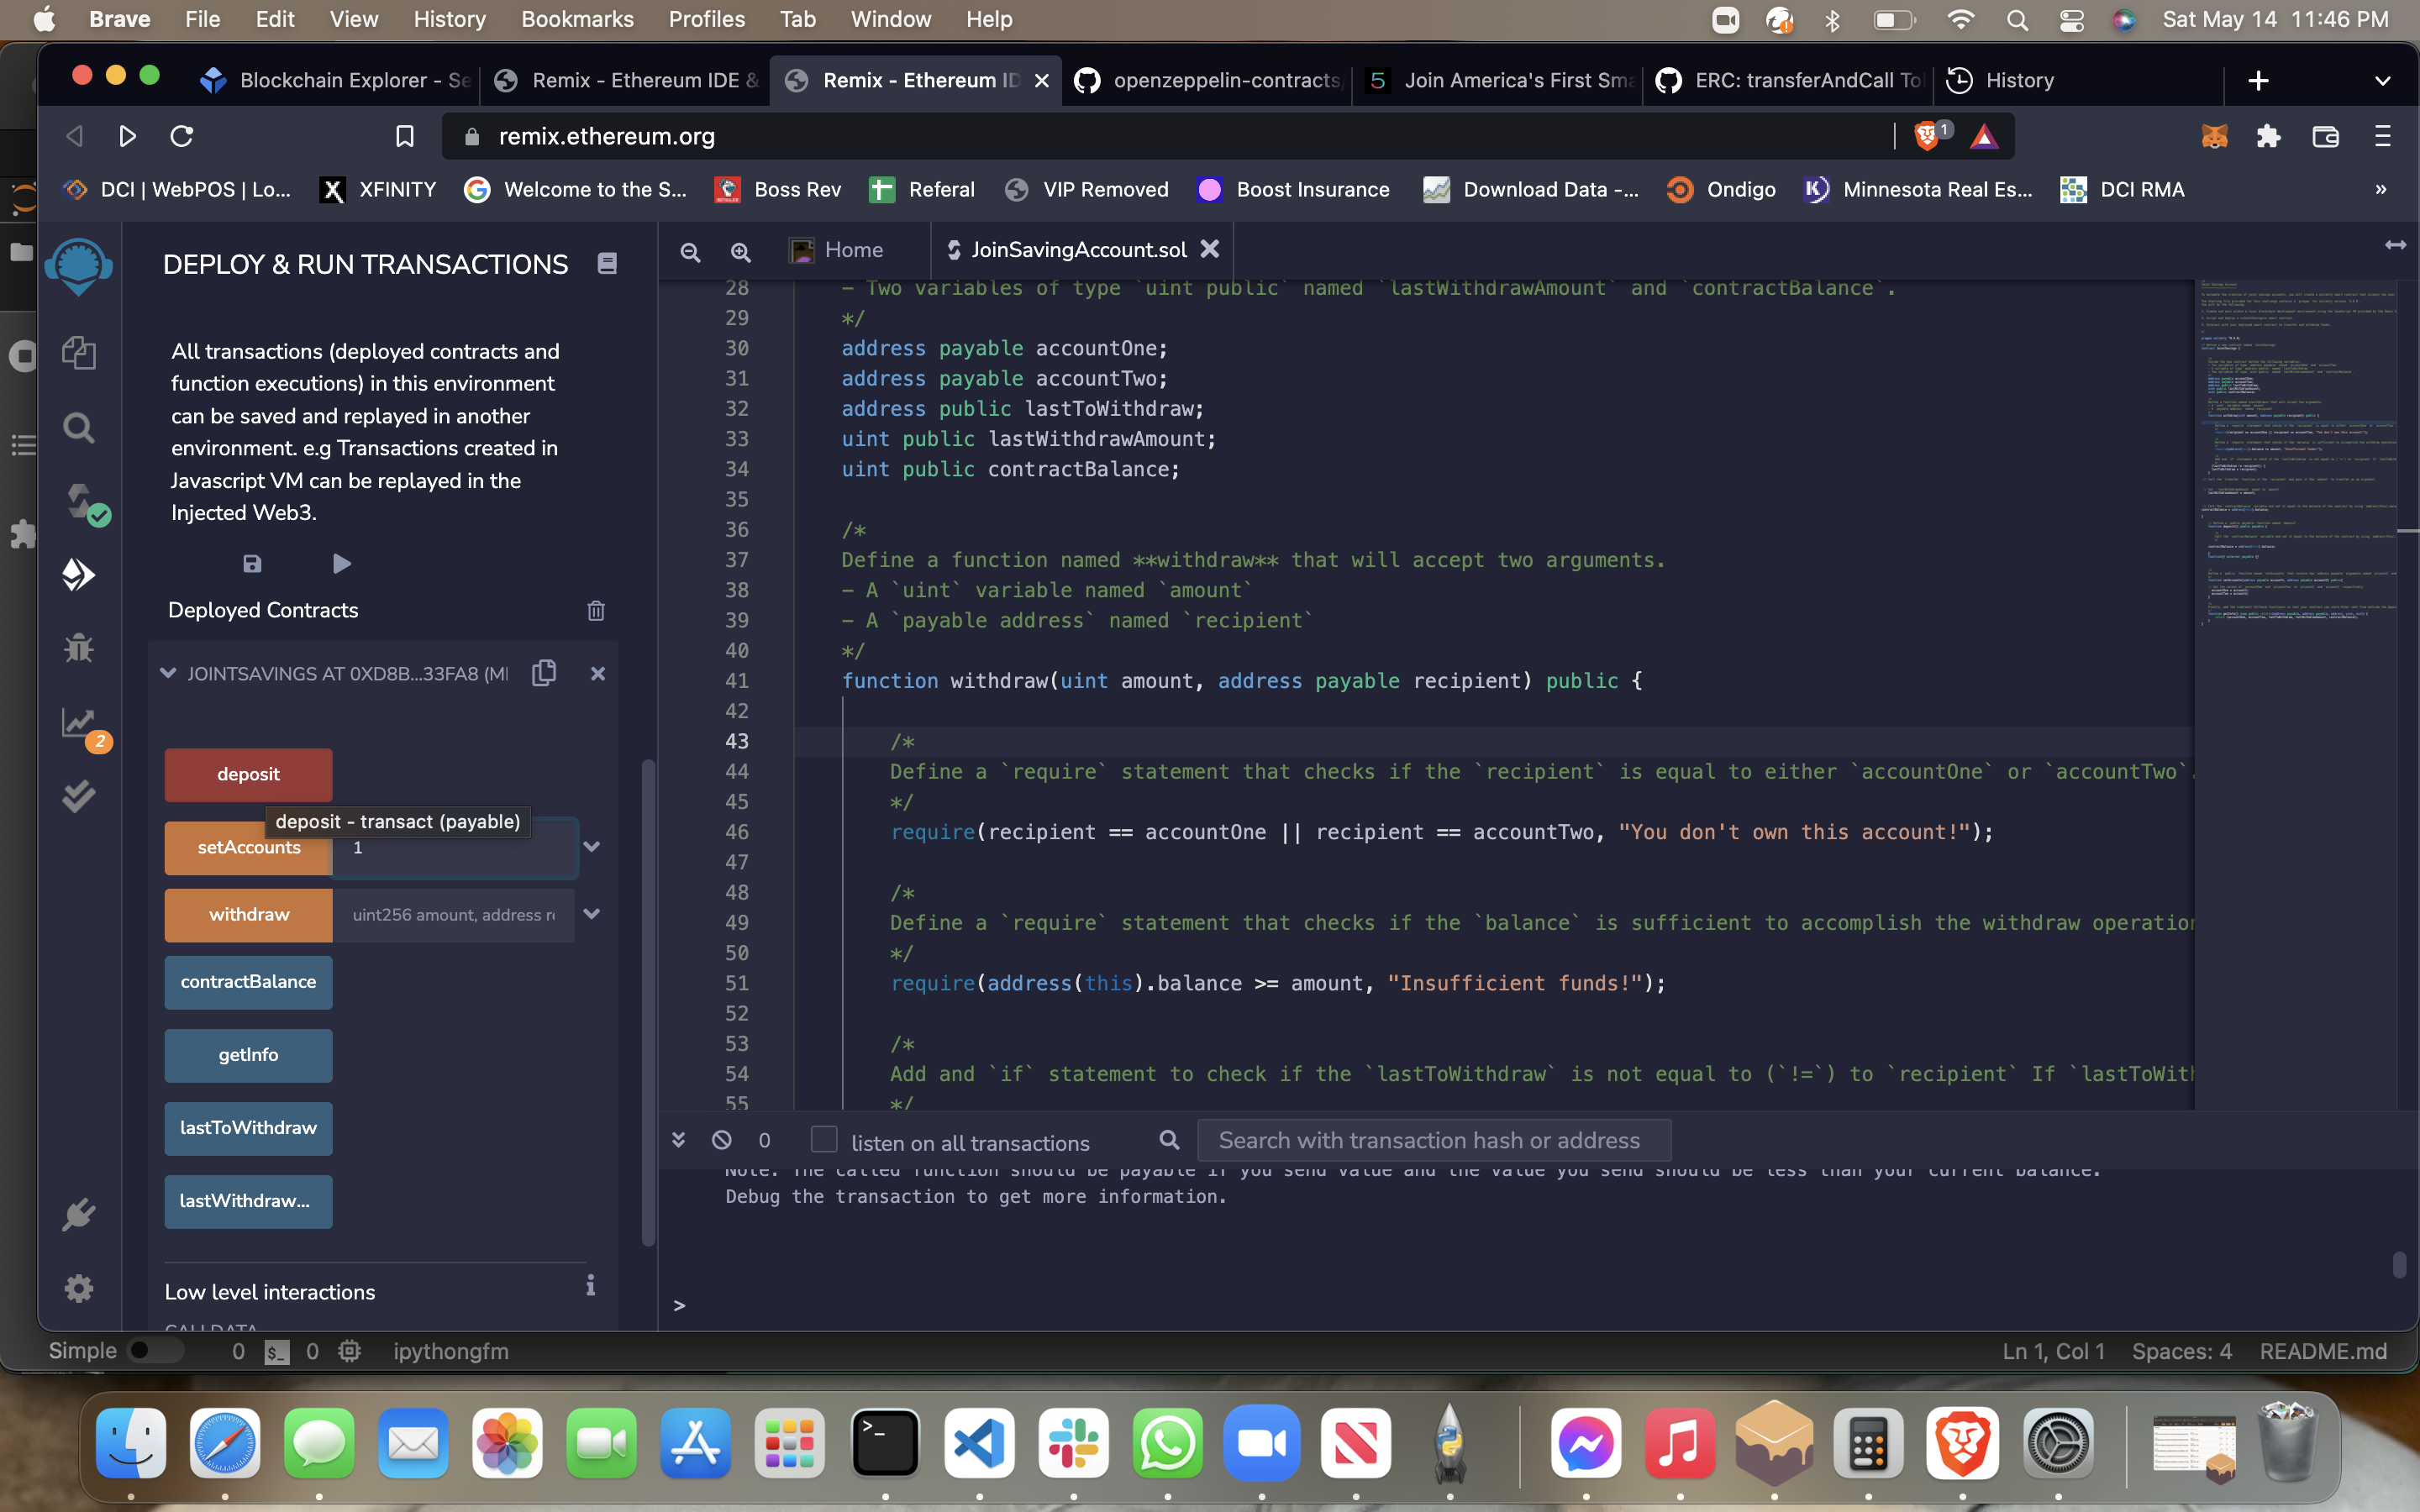 Brave File Edit View History Bookmarks Profiles Tab Window Help Sat May 14 11:46 PM
Blockchain Explorer - Se Remix - Ethereum IDE & Remix - Ethereum ID openzeppelin-contracts, 5 Join America's First Sma ERC: transferAndCall To History
remix.ethereum.org 1
DCI | WebPOS | Lo... XFINITY Welcome to the S... Boss Rev Referal VIP Removed Boost Insurance Download Data -... Ondigo Minnesota Real Es... DCI RMA »
DEPLOY & RUN TRANSACTIONS
All transactions (deployed contracts and
function executions) in this environment
can be saved and replayed in another
environment. e.g Transactions created in
Javascript VM can be replayed in the
Injected Web3.
Deployed Contracts
JOINTSAVINGS AT 0XD8B...33FA8 (M
2
deposit
deposit - transact (payable)
setAccounts 1
withdraw uint256 amount, address re
contractBalance
getInfo
lastToWithdraw
lastWithdraw...
Low level interactions
CALLDATA
Home JoinSavingAccount.sol
28 - Two variables of type `uint public` named `lastWithdrawAmount` and `contractBalance`.
29 */
30 address payable accountOne;
31 address payable accountTwo;
32 address public lastToWithdraw;
33 uint public lastWithdrawAmount;
34 uint public contractBalance;
35
36 /*
37 Define a function named **withdraw** that will accept two arguments.
38 - A `uint` variable named `amount`
39 - A `payable address` named `recipient`
40 */
41 function withdraw(uint amount, address payable recipient) public {
42
43 /*
44 Define a `require` statement that checks if the `recipient` is equal to either `accountOne` or `accountTwo`.
45 */
46 require(recipient == accountOne || recipient == accountTwo, "You don't own this account!");
47
48 /*
49 Define a `require` statement that checks if the `balance` is sufficient to accomplish the withdraw operation
50 */
51 require(address(this).balance >= amount, "Insufficient funds!");
52
53 /*
54 Add and `if` statement to check if the `lastToWithdraw` is not equal to (`!=`) to `recipient` If `lastToWith
55 */
0 listen on all transactions Search with transaction hash or address
Note: The called function should be payable if you send value and the value you send should be less than your current balance.
Debug the transaction to get more information.
>
Simple 0 0 ipythongfm Ln 1, Col 1 Spaces: 4 README.md